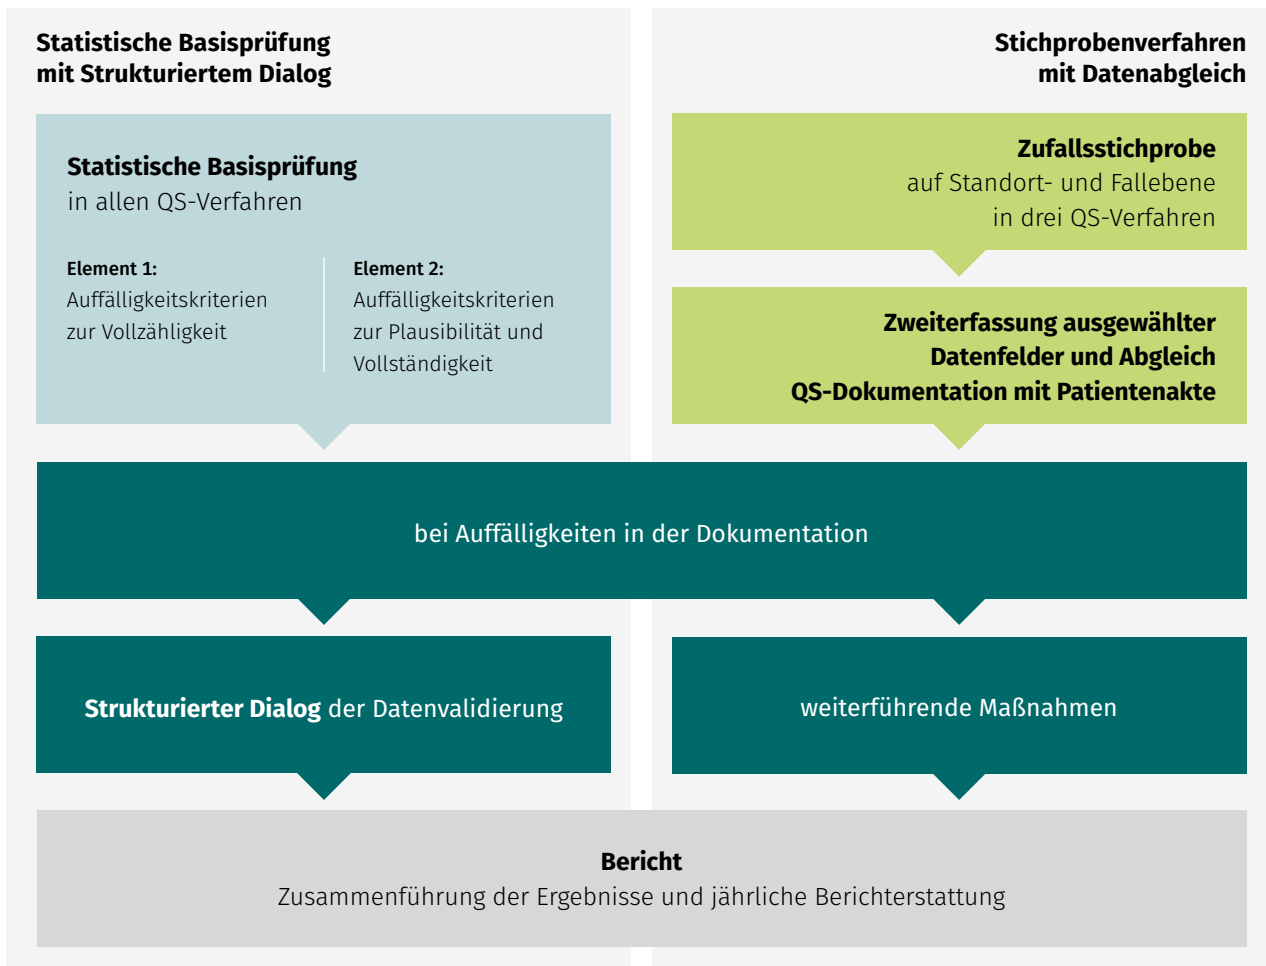 Statistische Basisprüfung
mit Strukturiertem Dialog
Statistische Basisprüfung
in allen QS-Verfahren
Element 1:
Auffälligkeitskriterien
zur Vollzähligkeit
Element 2:
Auffälligkeitskriterien
zur Plausibilität und
Vollständigkeit
Stichprobenverfahren
mit Datenabgleich
Zufallsstichprobe
auf Standort- und Fallebene
in drei QS-Verfahren
Zweiterfassung ausgewählter
Datenfelder und Abgleich
QS-Dokumentation mit Patientenakte
bei Auffälligkeiten in der Dokumentation
Strukturierter Dialog der Datenvalidierung
weiterführende Maßnahmen
Bericht
Zusammenführung der Ergebnisse und jährliche Berichterstattung